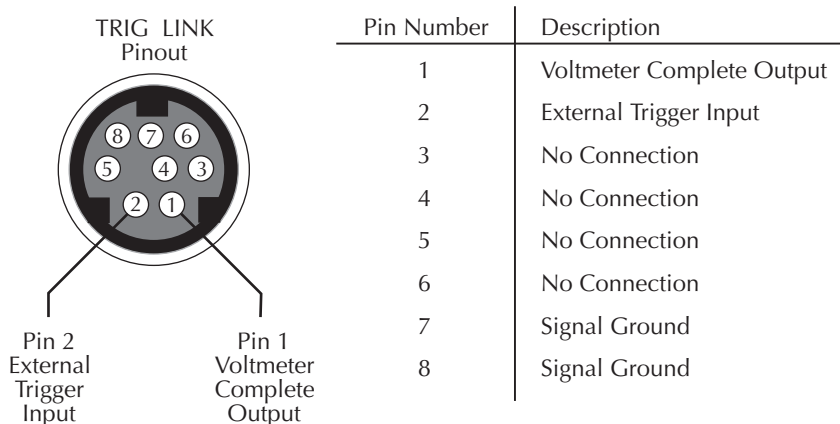 TRIG LINK
Pinout
8 7 6
5 4 3
2 1
Pin 2
External
Trigger
Input
Pin 1
Voltmeter
Complete
Output
Pin Number Description
1 Voltmeter Complete Output
2 External Trigger Input
3 No Connection
4 No Connection
5 No Connection
6 No Connection
7 Signal Ground
8 Signal Ground